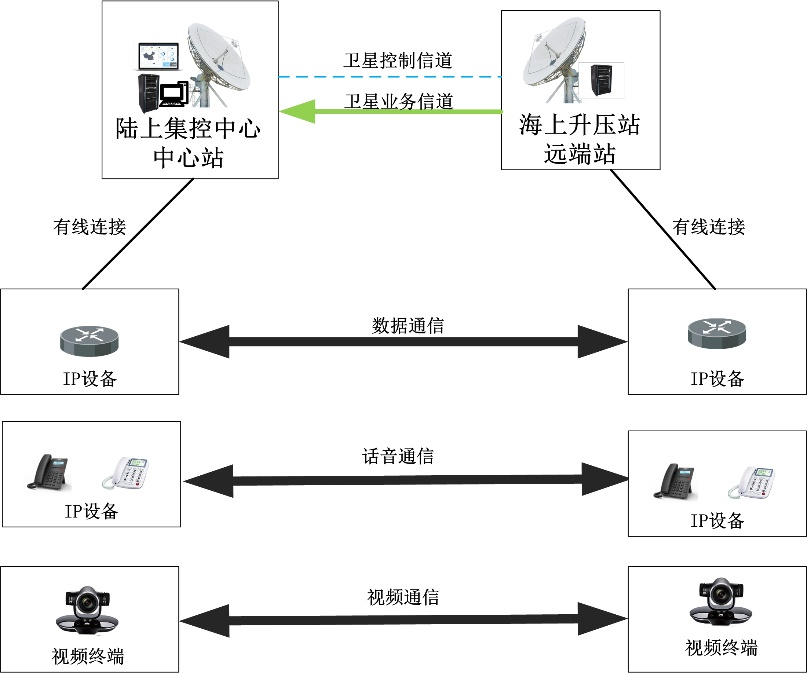 卫星控制信道
卫星业务信道
陆上集控中心
中心站
海上升压站
远端站
有线连接
有线连接
数据通信
IP设备
IP设备
话音通信
IP设备
IP设备
视频通信
视频终端
视频终端